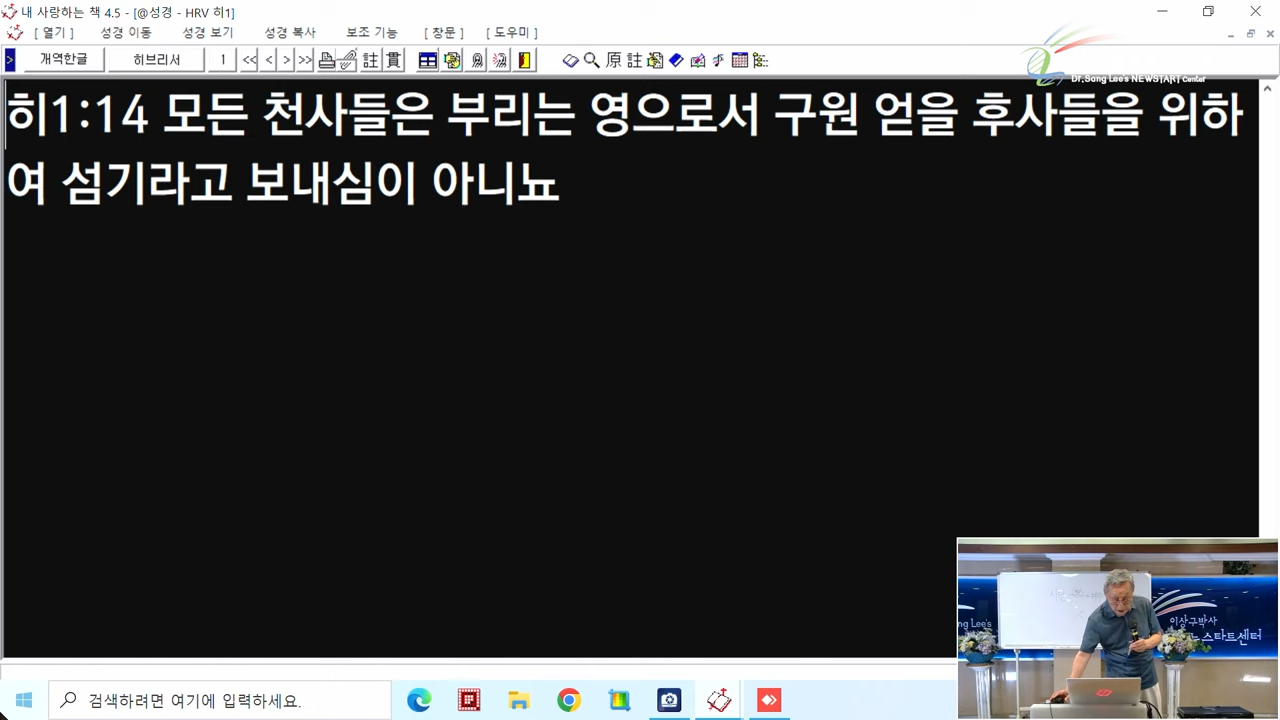 내 사랑하는 책 4.5 - [@성경 - HRV 히1]
[ 열기 ] 성경 이동 성경 보기 성경 복사 보조 기능 [ 창문 ] [ 도우미 ]
> 개역한글 히브리서 1 << < > >> 註 貫 原 註
Dr.Sang Lee's NEWSTART Center
히1:14 모든 천사들은 부리는 영으로서 구원 얻을 후사들을 위하
여 섬기라고 보내심이 아니뇨
ng Lee's
이상구박사
스타트센터
검색하려면 여기에 입력하세요.